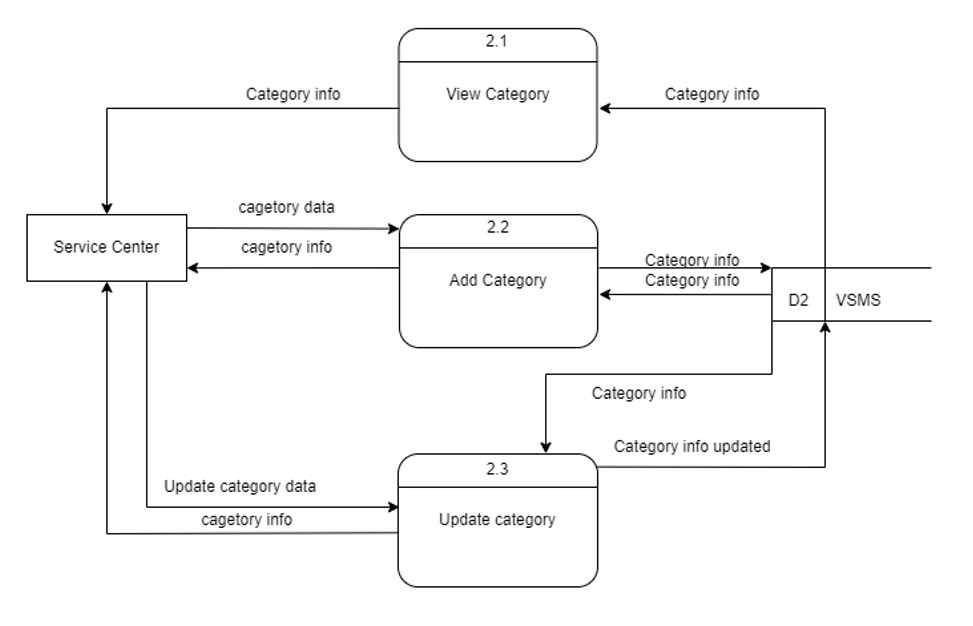 2.1
View Category
Category info
Category info
cagetory data
2.2
Service Center
cagetory info
Add Category
Category info
Category info
D2
VSMS
Category info
Category info updated
2.3
Update category data
cagetory info
Update category